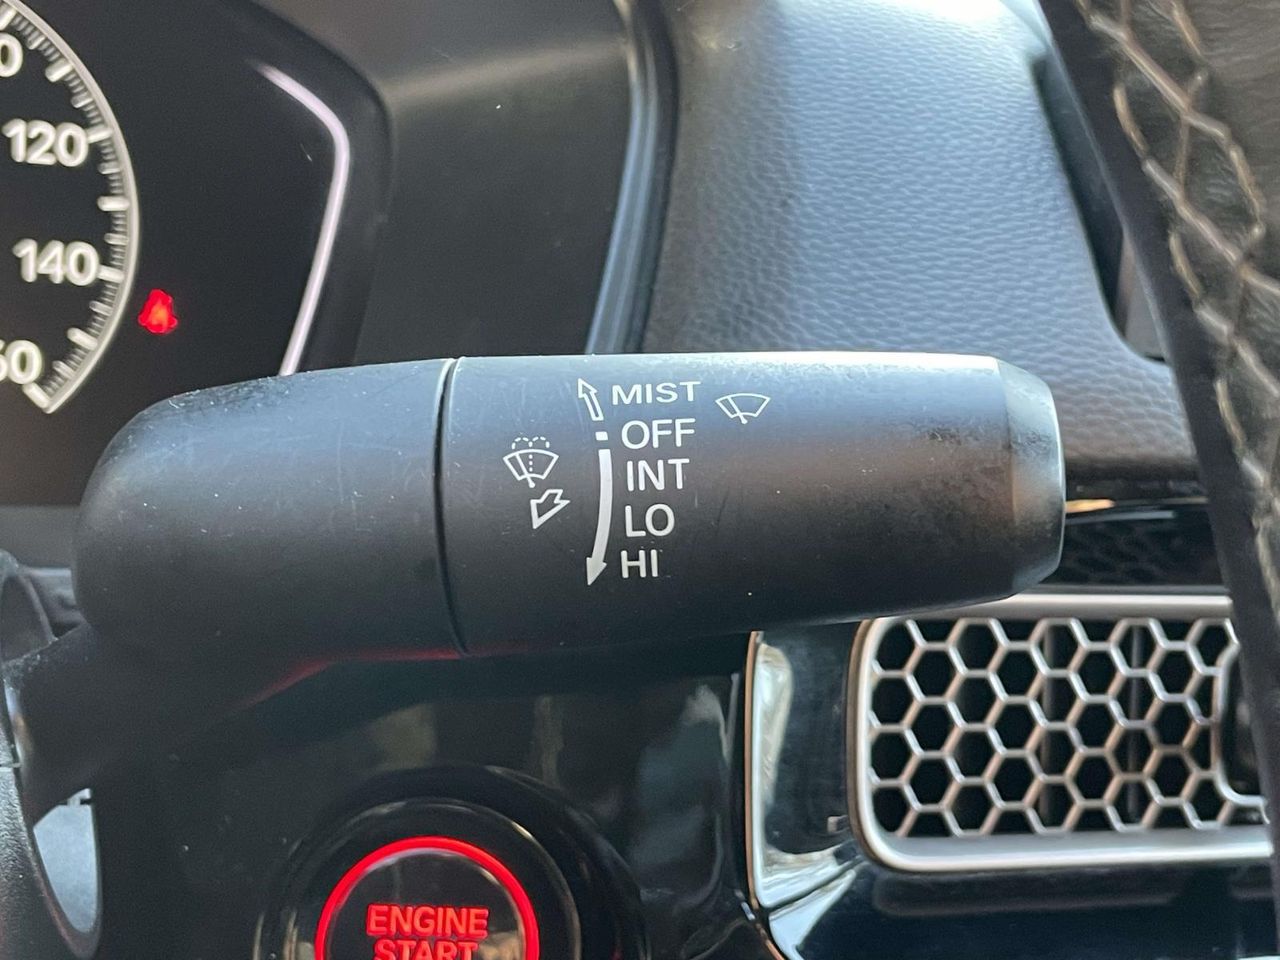 120
140
MIST
OFF
INT
LO
HI
ENGINE
START